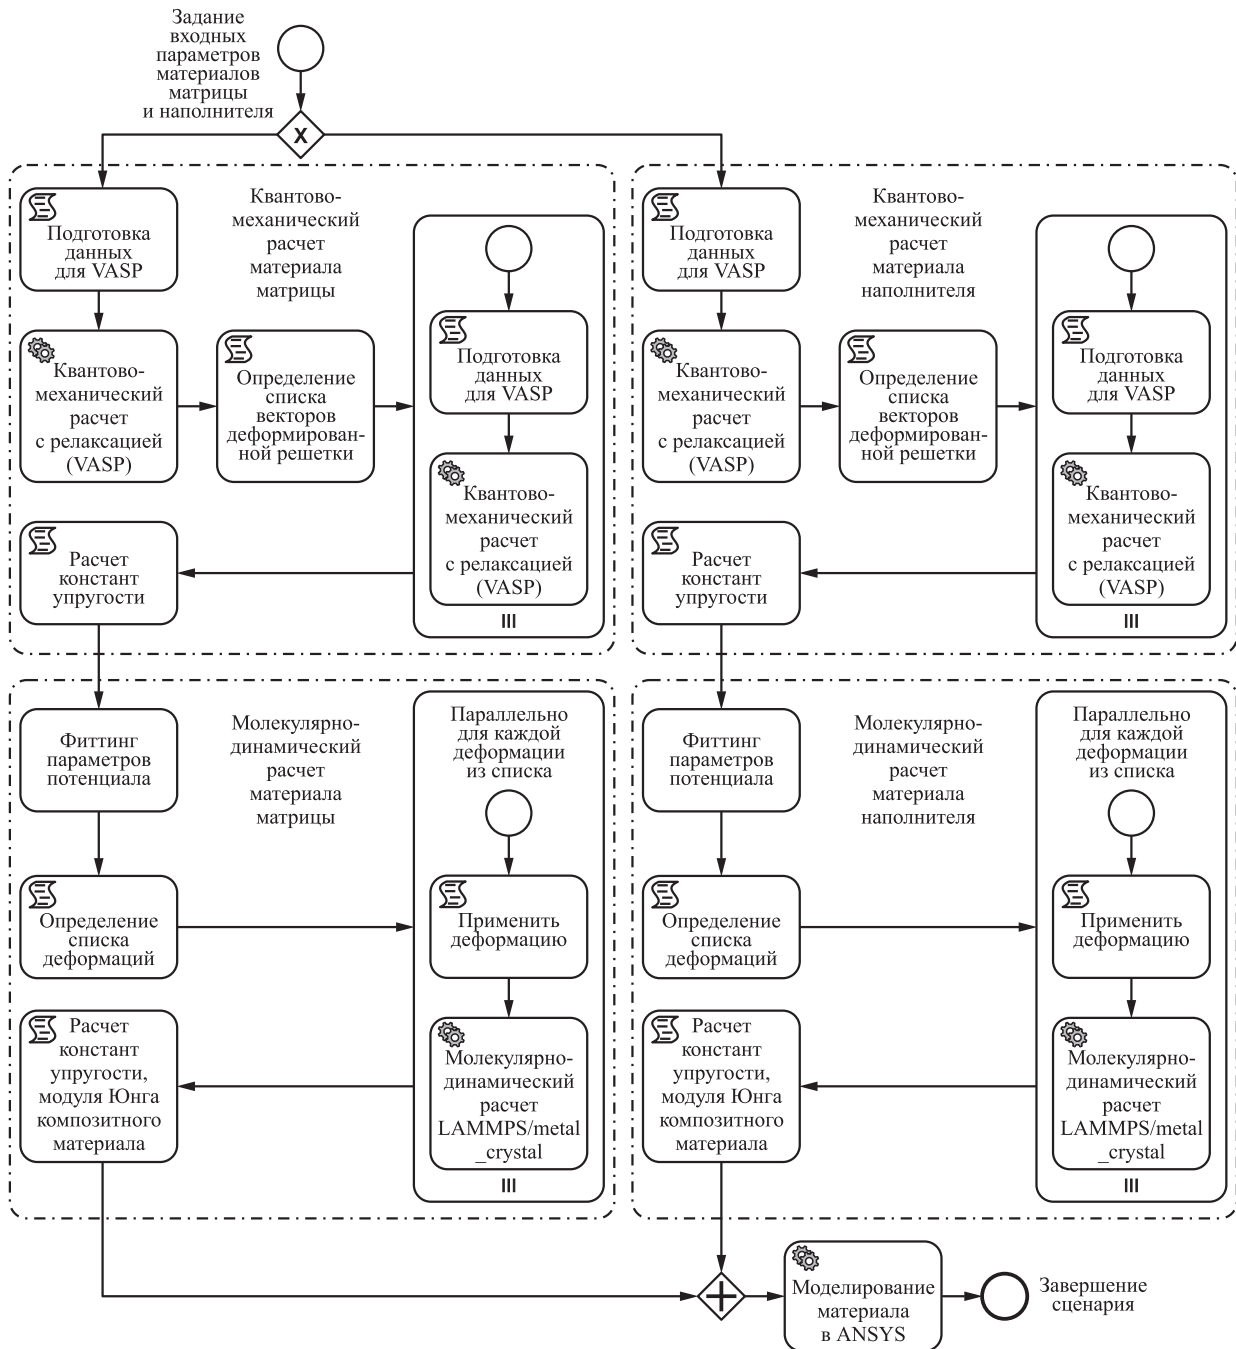 Задание
входных
параметров
материалов
матрицы
и наполнителя
X
Подготовка
данных
для VASP
Квантово-
механический
расчет
материала
матрицы
Квантово-
механический
расчет
с релаксацией
(VASP)
Определение
списка
векторов
деформирован-
ной решетки
Подготовка
данных
для VASP
Квантово-
механический
расчет
с релаксацией
(VASP)
Расчет
констант
упругости
Подготовка
данных
для VASP
Квантово-
механический
расчет
материала
наполнителя
Квантово-
механический
расчет
с релаксацией
(VASP)
Определение
списка
векторов
деформирован-
ной решетки
Подготовка
данных
для VASP
Квантово-
механический
расчет
с релаксацией
(VASP)
Расчет
констант
упругости
Фиттинг
параметров
потенциала
Молекулярно-
динамический
расчет
материала
матрицы
Параллельно
для каждой
деформации
из списка
Определение
списка
деформаций
Применить
деформацию
Молекулярно-
динамический
расчет
LAMMPS/metal
_crystal
Расчет
констант
упругости,
модуля Юнга
композитного
материала
Фиттинг
параметров
потенциала
Молекулярно-
динамический
расчет
материала
наполнителя
Параллельно
для каждой
деформации
из списка
Определение
списка
деформаций
Применить
деформацию
Молекулярно-
динамический
расчет
LAMMPS/metal
_crystal
Расчет
констант
упругости,
модуля Юнга
композитного
материала
Моделирование
материала
в ANSYS
Завершение
сценария